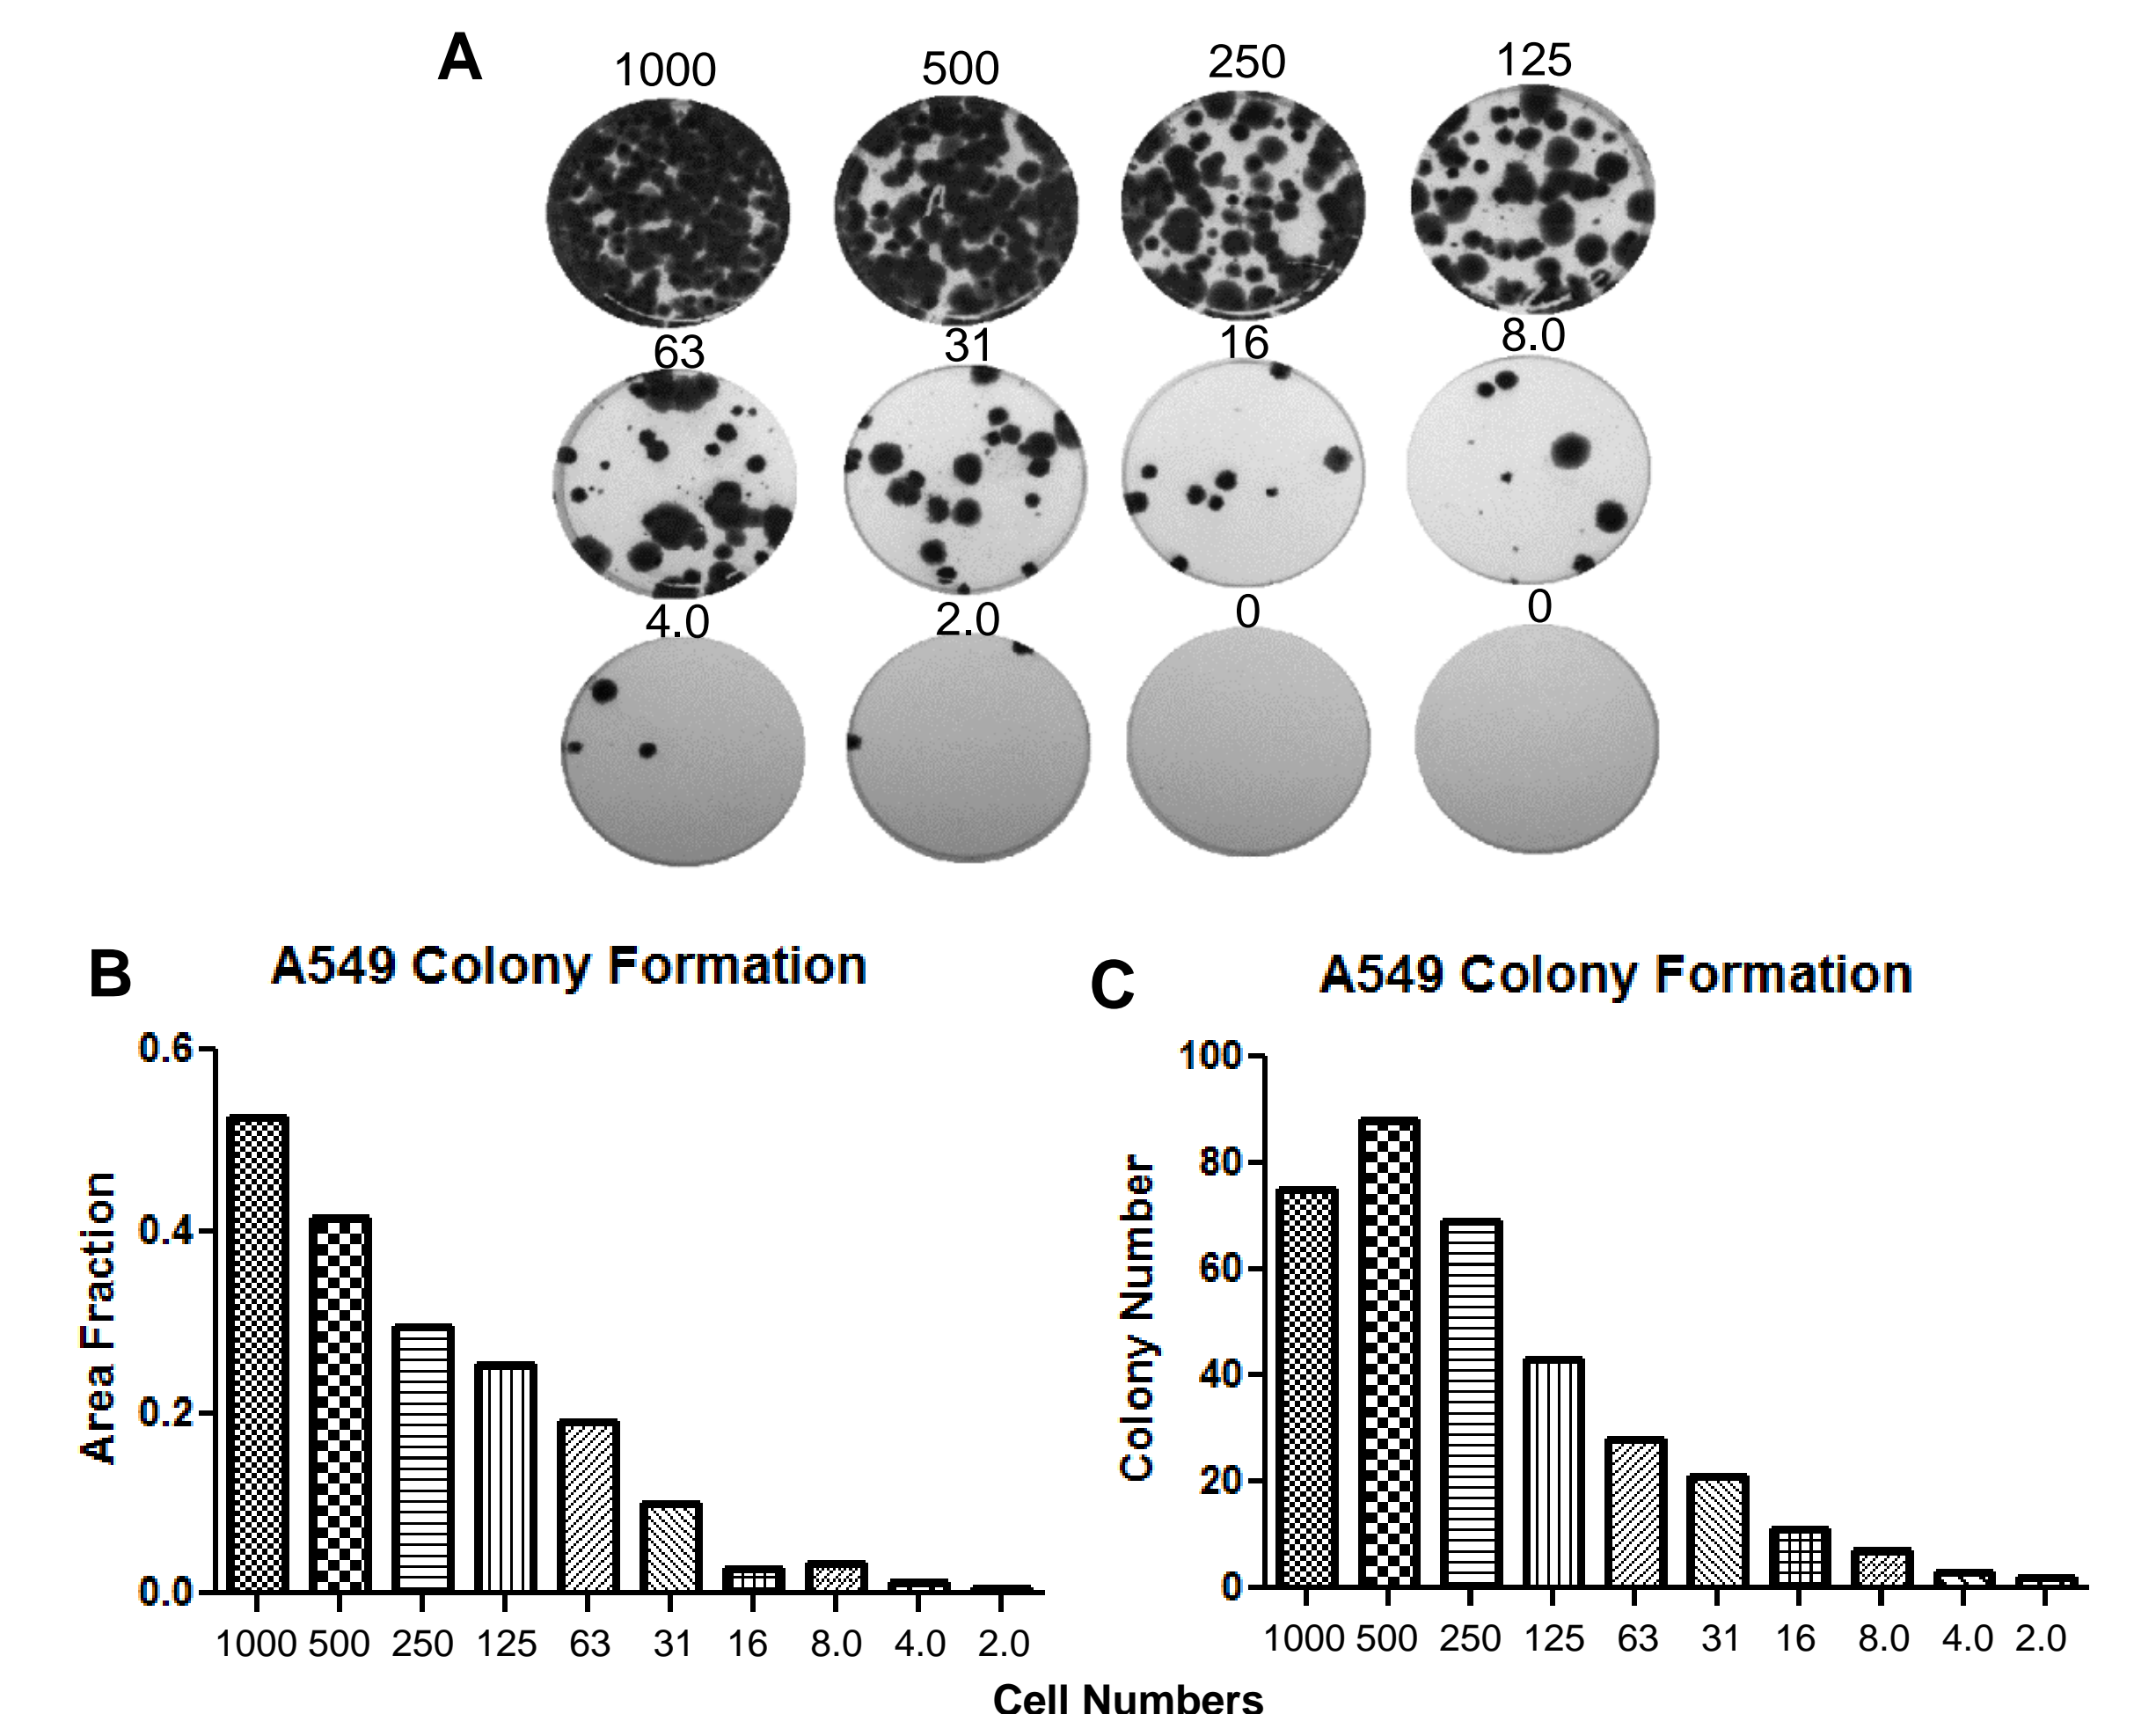 A
1000 500 250 125
63 31 16 8.0
4.0 2.0 0 0
B A549 Colony Formation
0.6
0.4
0.2
0.0
Area Fraction
1000 500 250 125 63 31 16 8.0 4.0 2.0
C A549 Colony Formation
100
80
60
40
20
0
Colony Number
1000 500 250 125 63 31 16 8.0 4.0 2.0
Cell Numbers